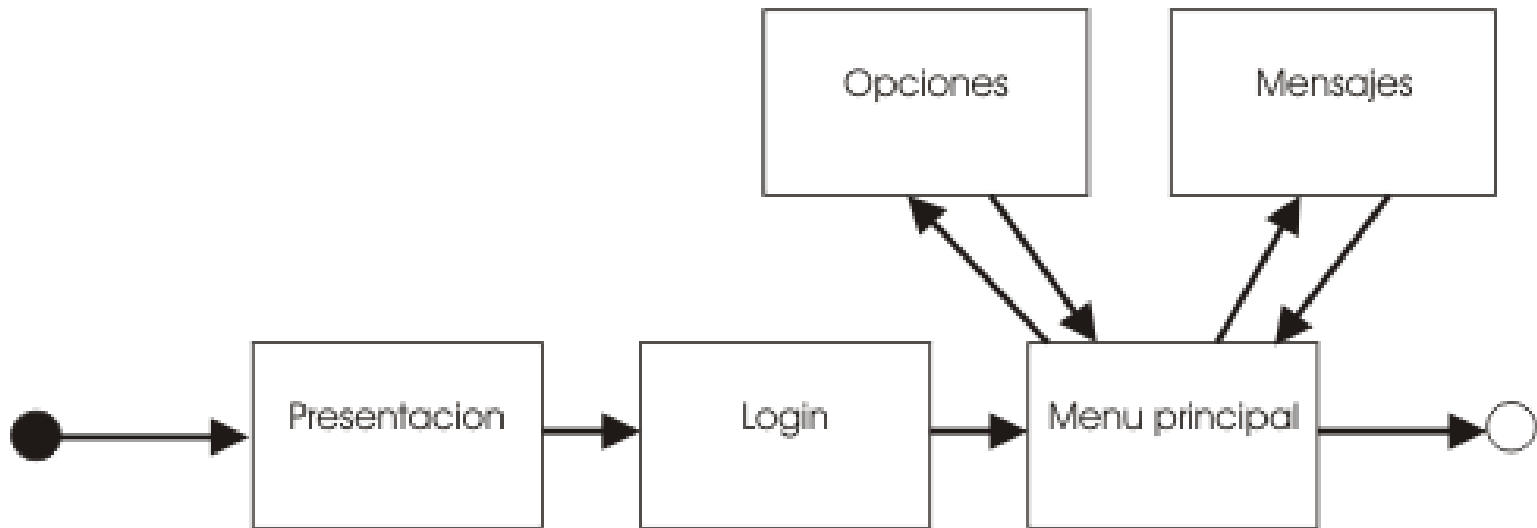 Opciones
Mensajes
Presentacion
Login
Menu principal